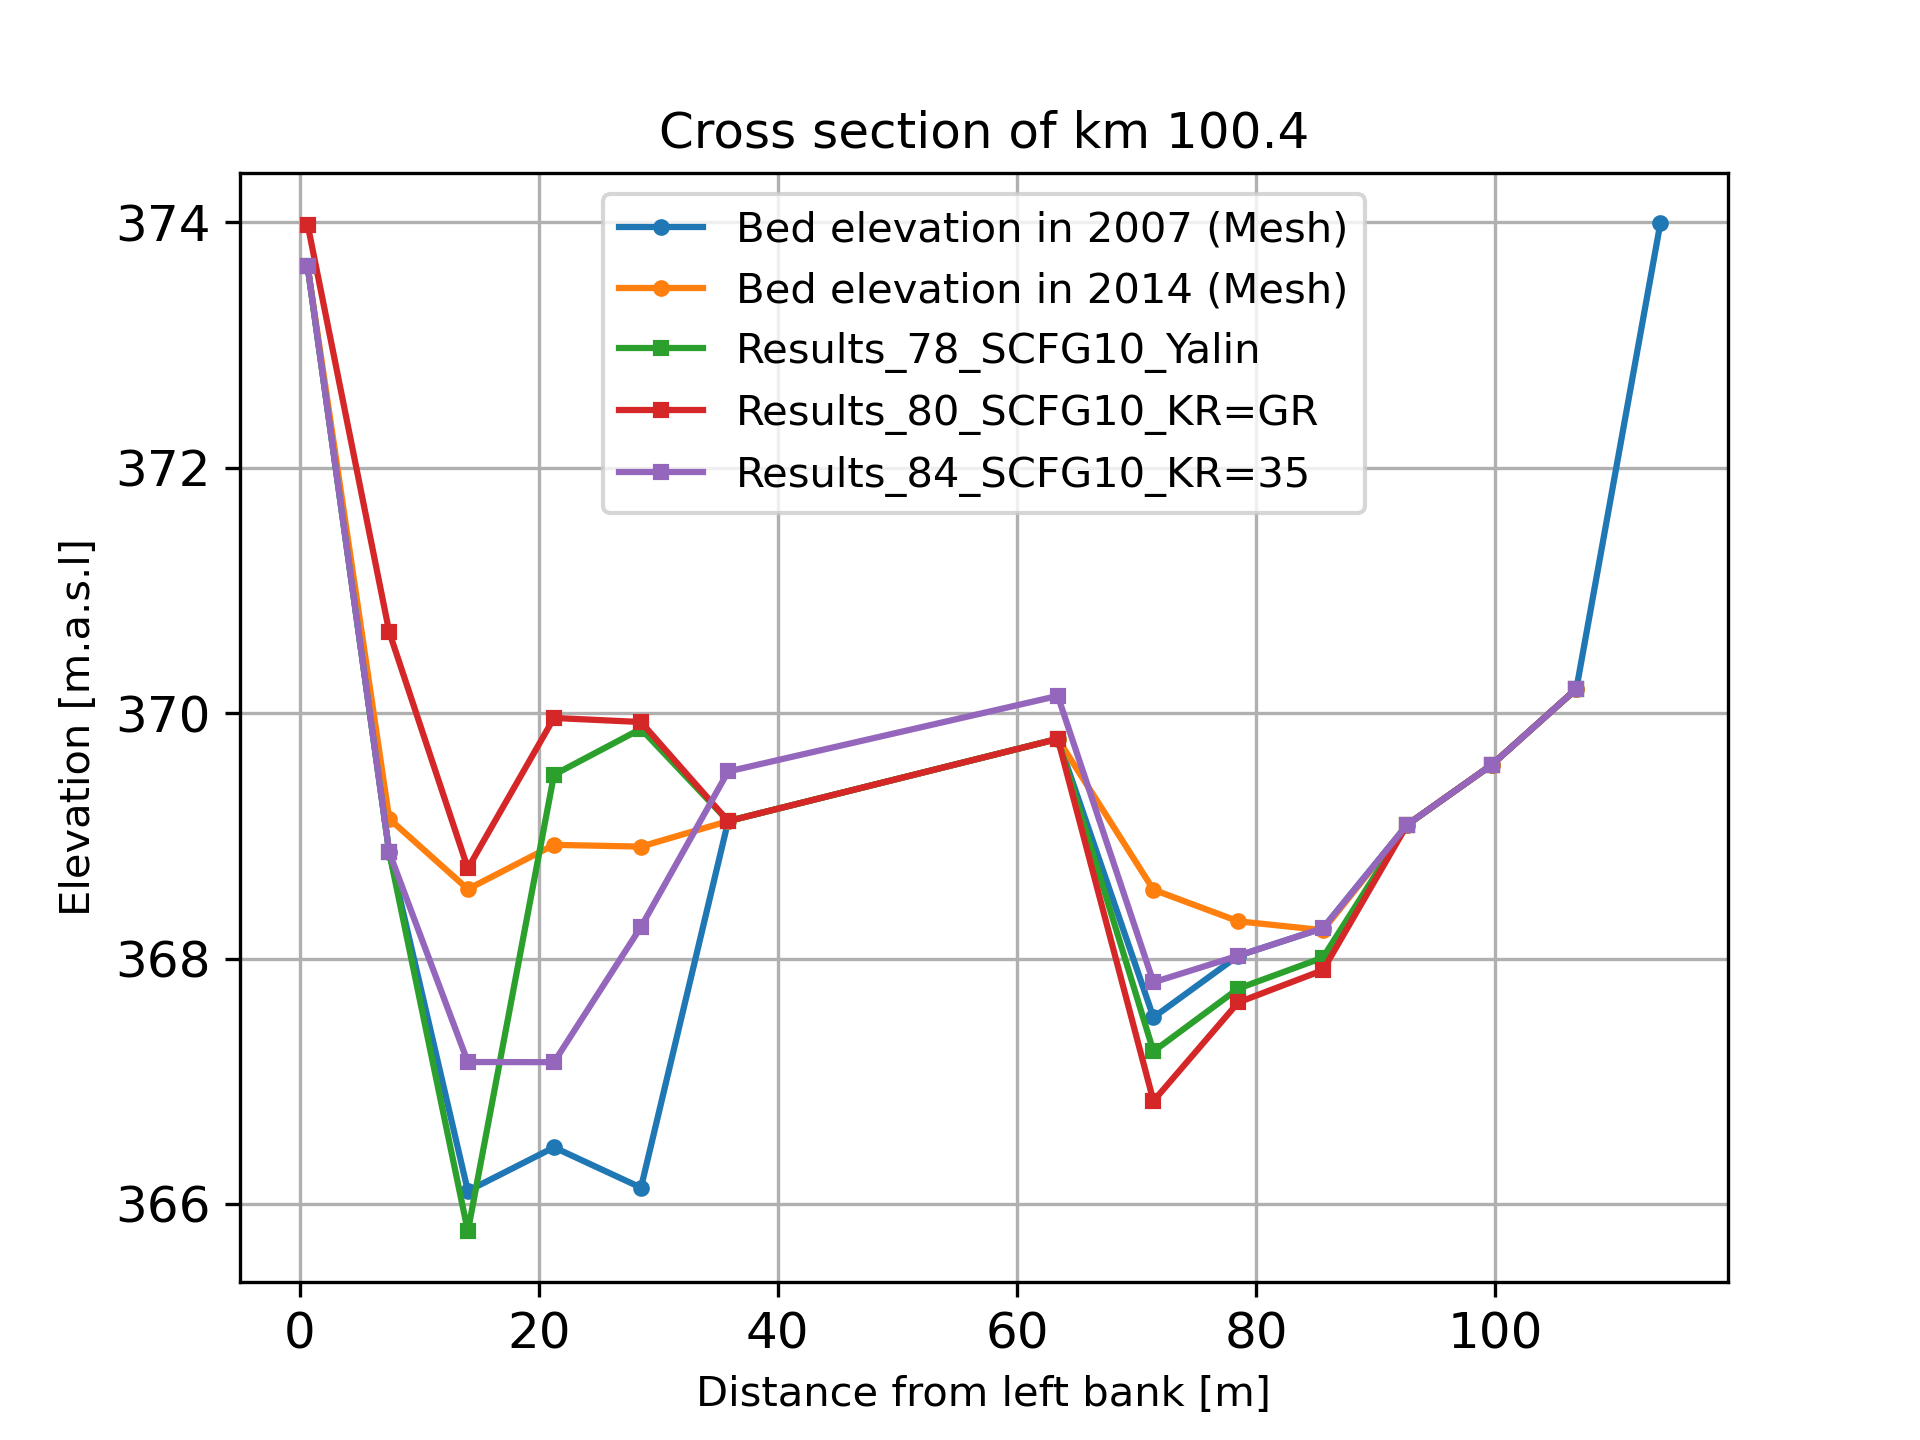 Cross section of km 100.4
374
372
370
368
366
Elevation [m.a.s.l]
Bed elevation in 2007 (Mesh)
Bed elevation in 2014 (Mesh)
Results_78_SCFG10_Yalin
Results_80_SCFG10_KR=GR
Results_84_SCFG10_KR=35
0 20 40 60 80 100
Distance from left bank [m]